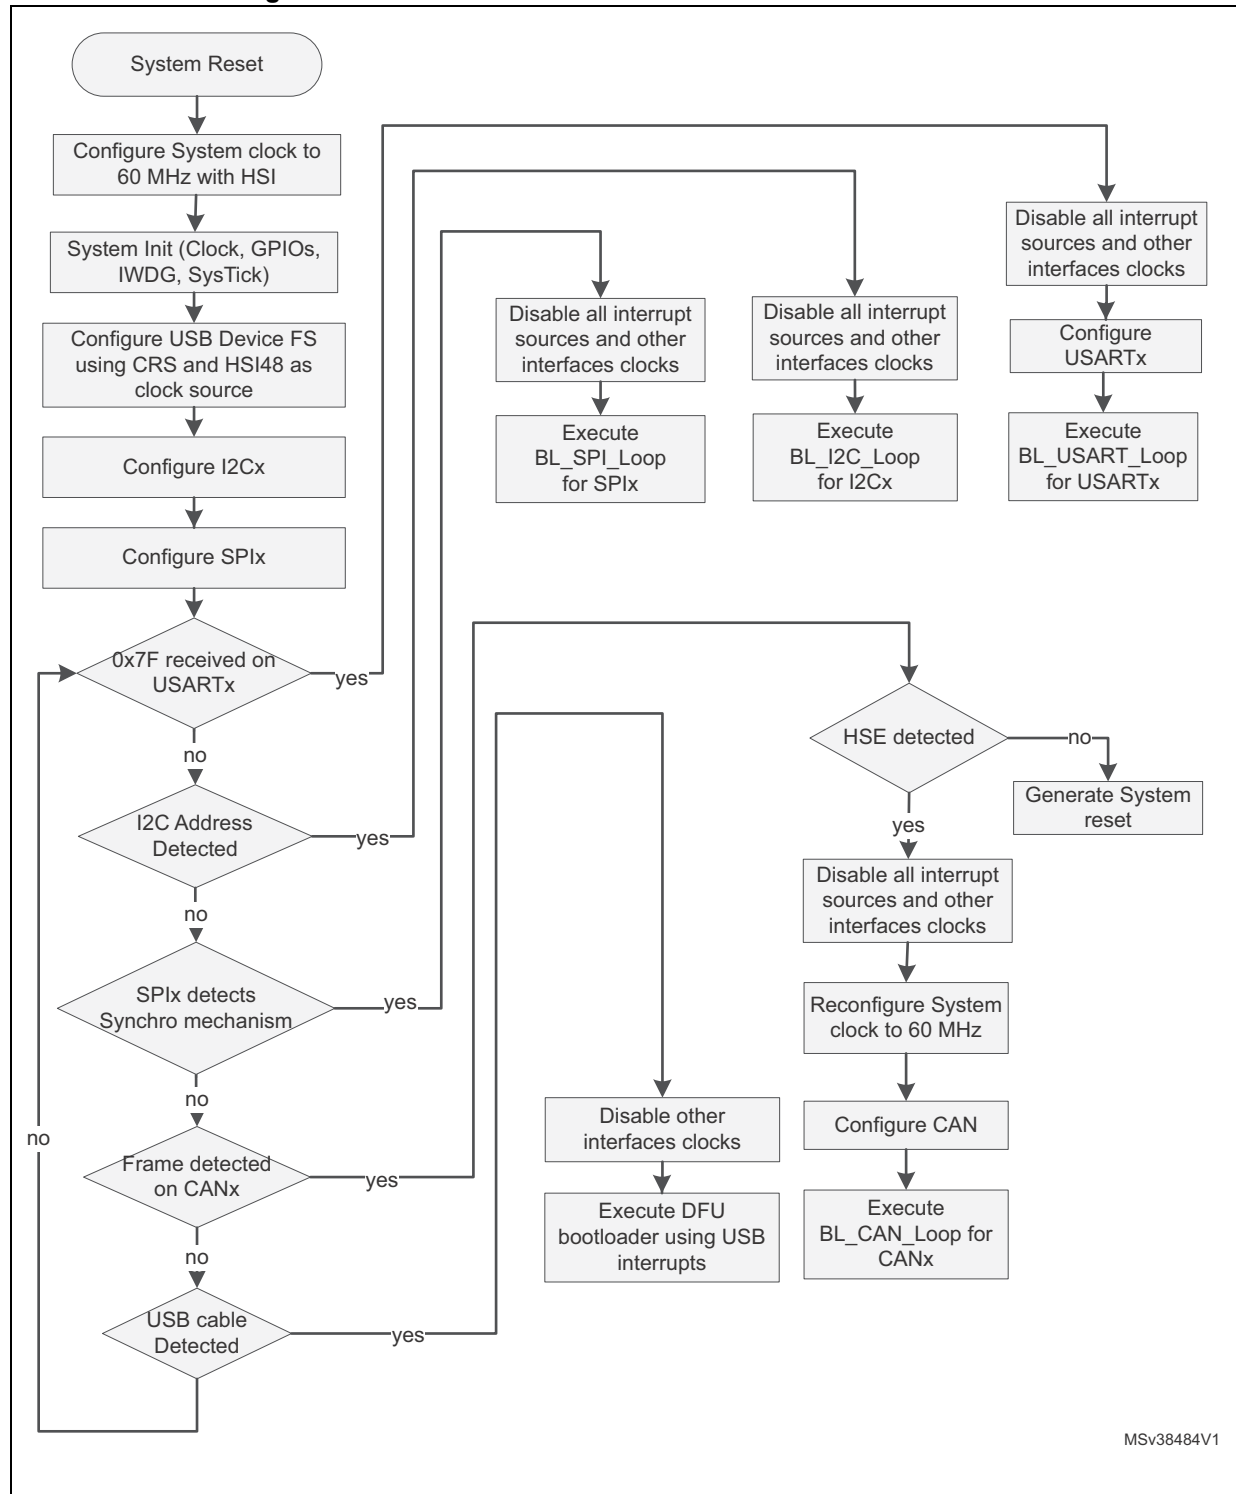 System Reset
Configure System clock to
60 MHz with HSI
System Init (Clock, GPIOs,
IWDG, SysTick)
Configure USB Device FS
using CRS and HSI48 as
clock source
Configure I2Cx
Configure SPIx
0x7F received on
USARTx
yes
no
I2C Address
Detected
yes
no
SPIx detects
Synchro mechanism
yes
no
Frame detected
on CANx
yes
no
USB cable
Detected
yes
no
Disable all interrupt
sources and other
interfaces clocks
Execute
BL_SPI_Loop
for SPIx
Disable all interrupt
sources and other
interfaces clocks
Execute
BL_I2C_Loop
for I2Cx
Disable all interrupt
sources and other
interfaces clocks
Configure
USARTx
Execute
BL_USART_Loop
for USARTx
HSE detected
no
Generate System
reset
yes
Disable all interrupt
sources and other
interfaces clocks
Reconfigure System
clock to 60 MHz
Configure CAN
Execute
BL_CAN_Loop for
CANx
Disable other
interfaces clocks
Execute DFU
bootloader using USB
interrupts
MSv38484V1